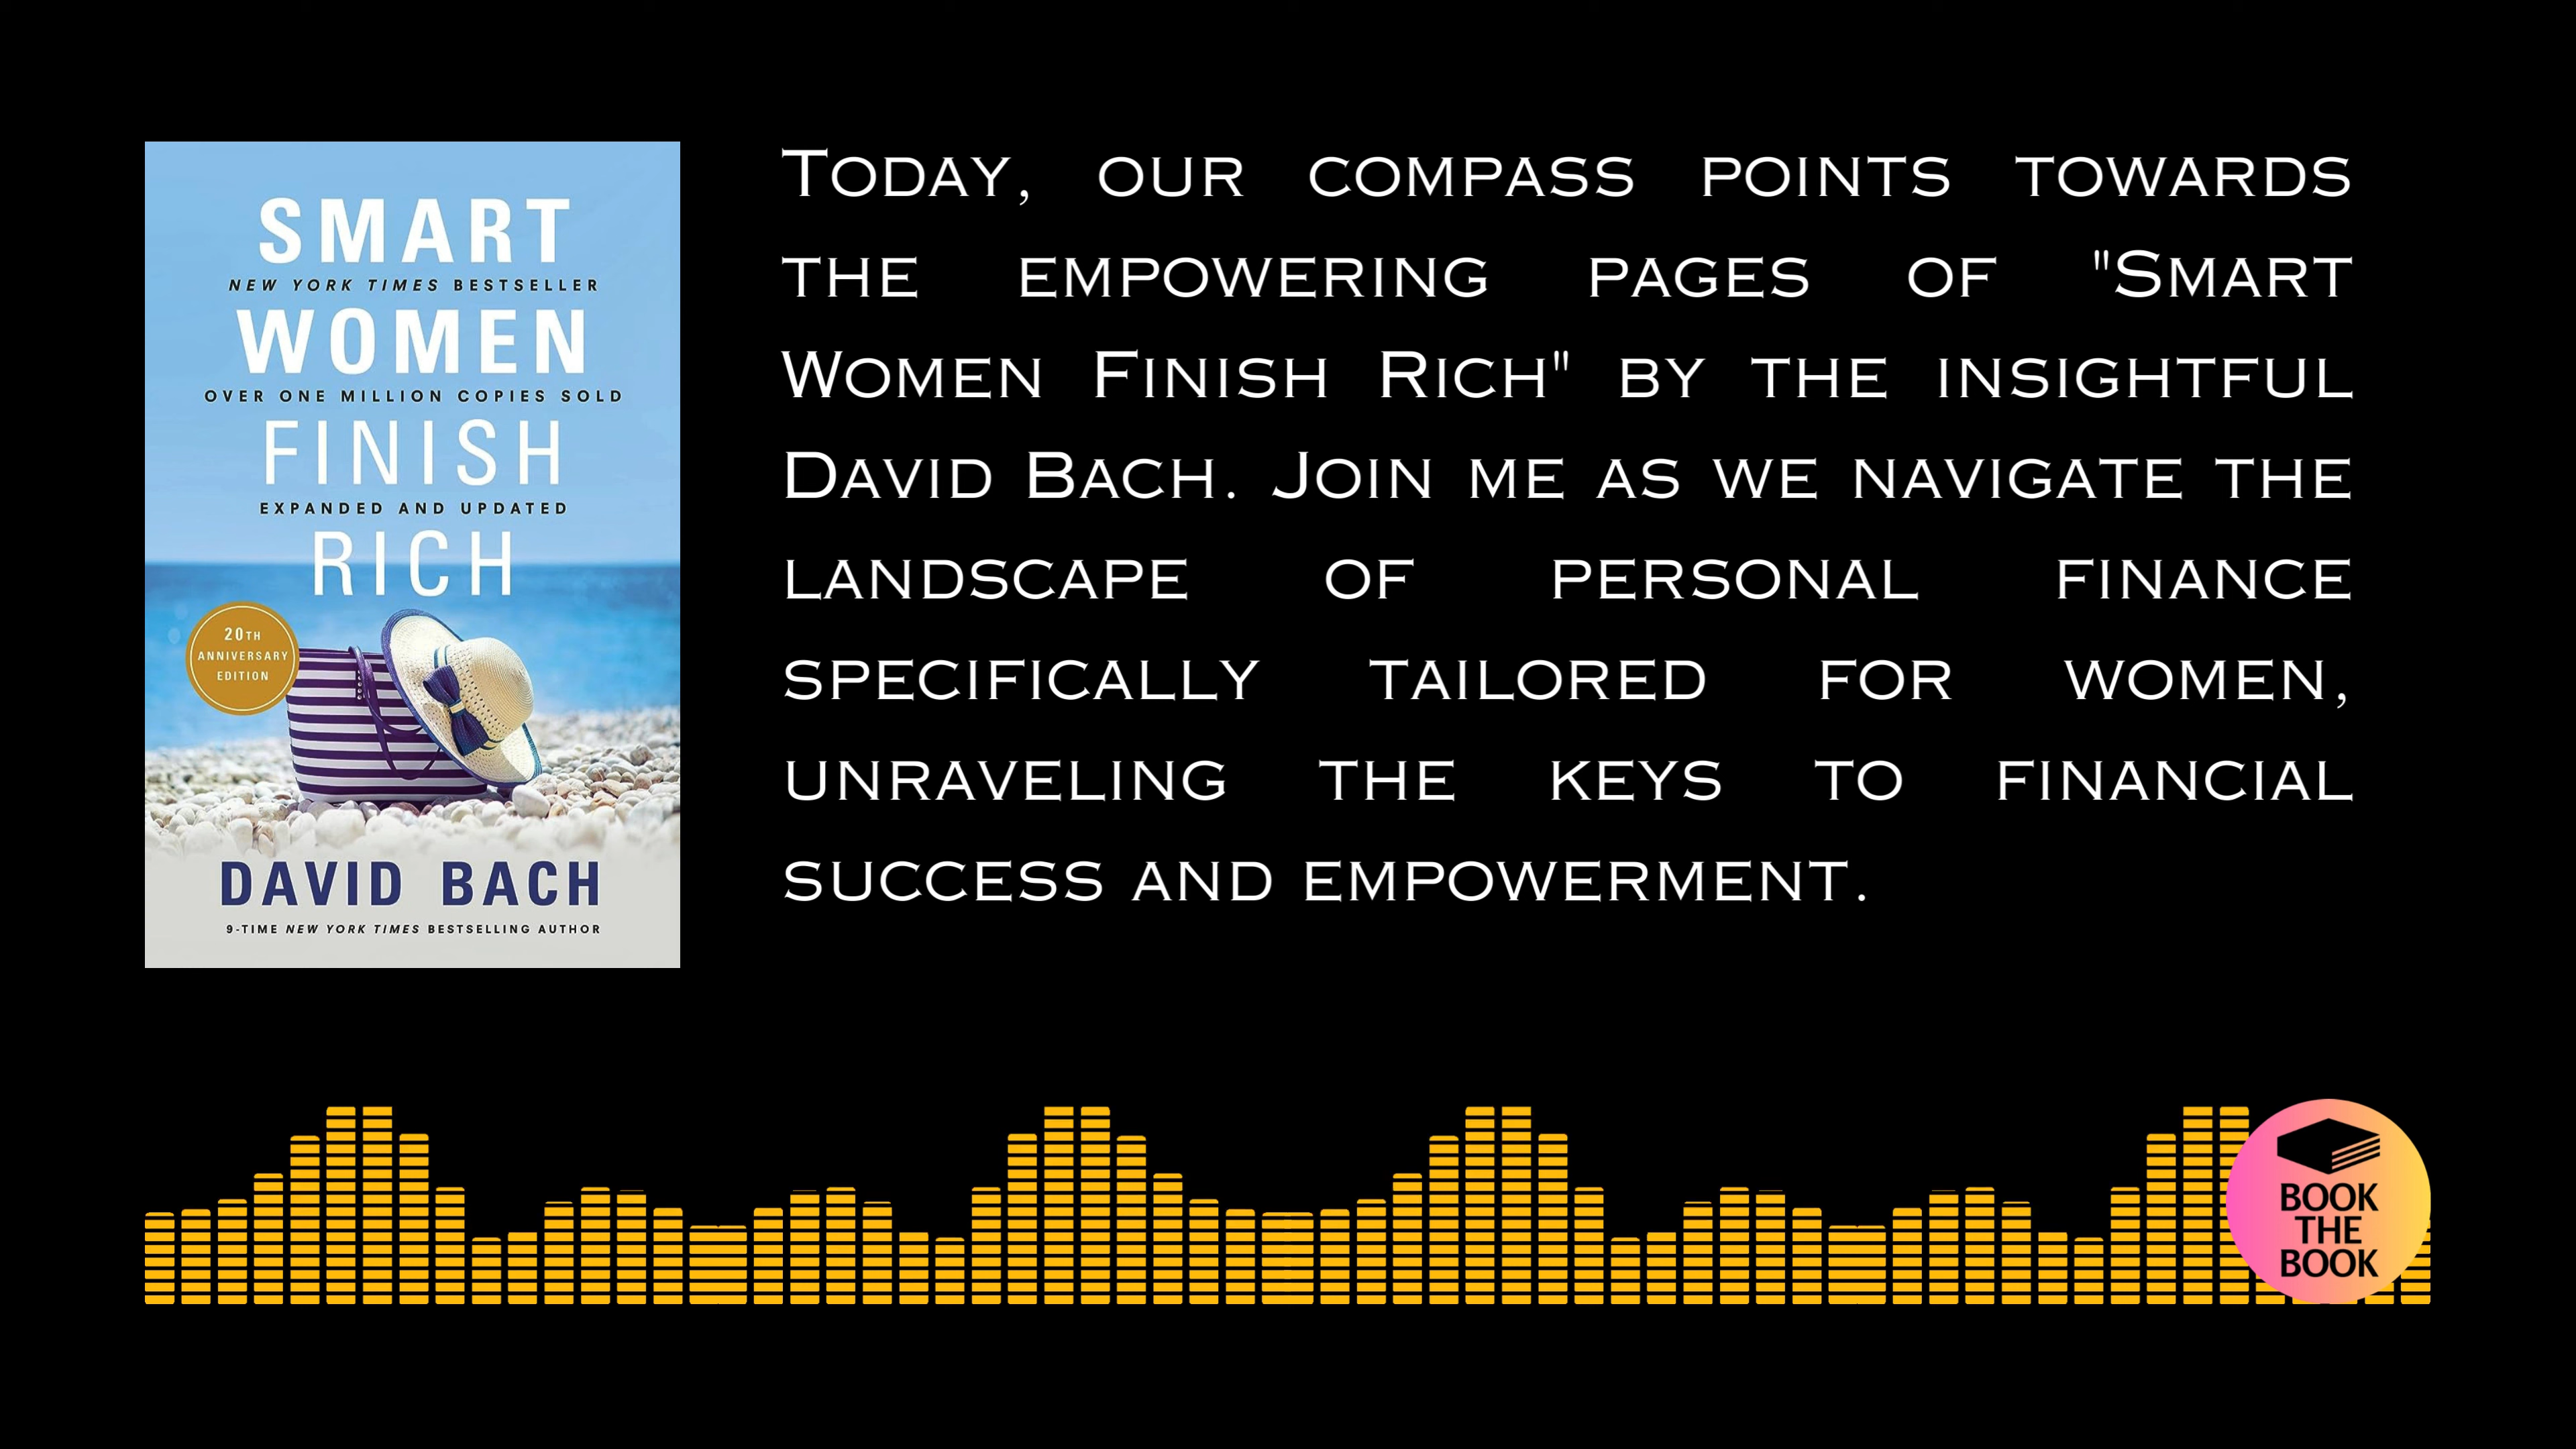 SMART
NEW YORK TIMES BESTSELLER
WOMEN
OVER ONE MILLION COPIES SOLD
FINISH
EXPANDED AND UPDATED
RICH
20TH
ANNIVERSARY
EDITION
DAVID BACH
9-TIME NEW YORK TIMES BESTSELLING AUTHOR
TODAY, OUR COMPASS POINTS TOWARDS
THE EMPOWERING PAGES OF "SMART
WOMEN FINISH RICH" BY THE INSIGHTFUL
DAVID BACH. JOIN ME AS WE NAVIGATE THE
LANDSCAPE OF PERSONAL FINANCE
SPECIFICALLY TAILORED FOR WOMEN,
UNRAVELING THE KEYS TO FINANCIAL
SUCCESS AND EMPOWERMENT.
BOOK
THE
BOOK